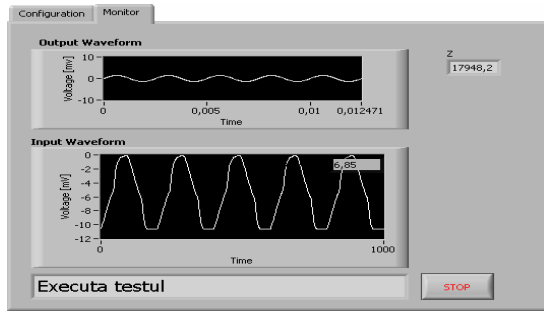 Configuration Monitor
Output Waveform
Voltage [mv]
10
0
-10
0 0,005 0,01 0,012471
Time
Z
17948,2
Input Waveform
Voltage [mV]
0
-2
-4
-6
-8
-10
-12
6,85
0 1000
Time
Executa testul
STOP